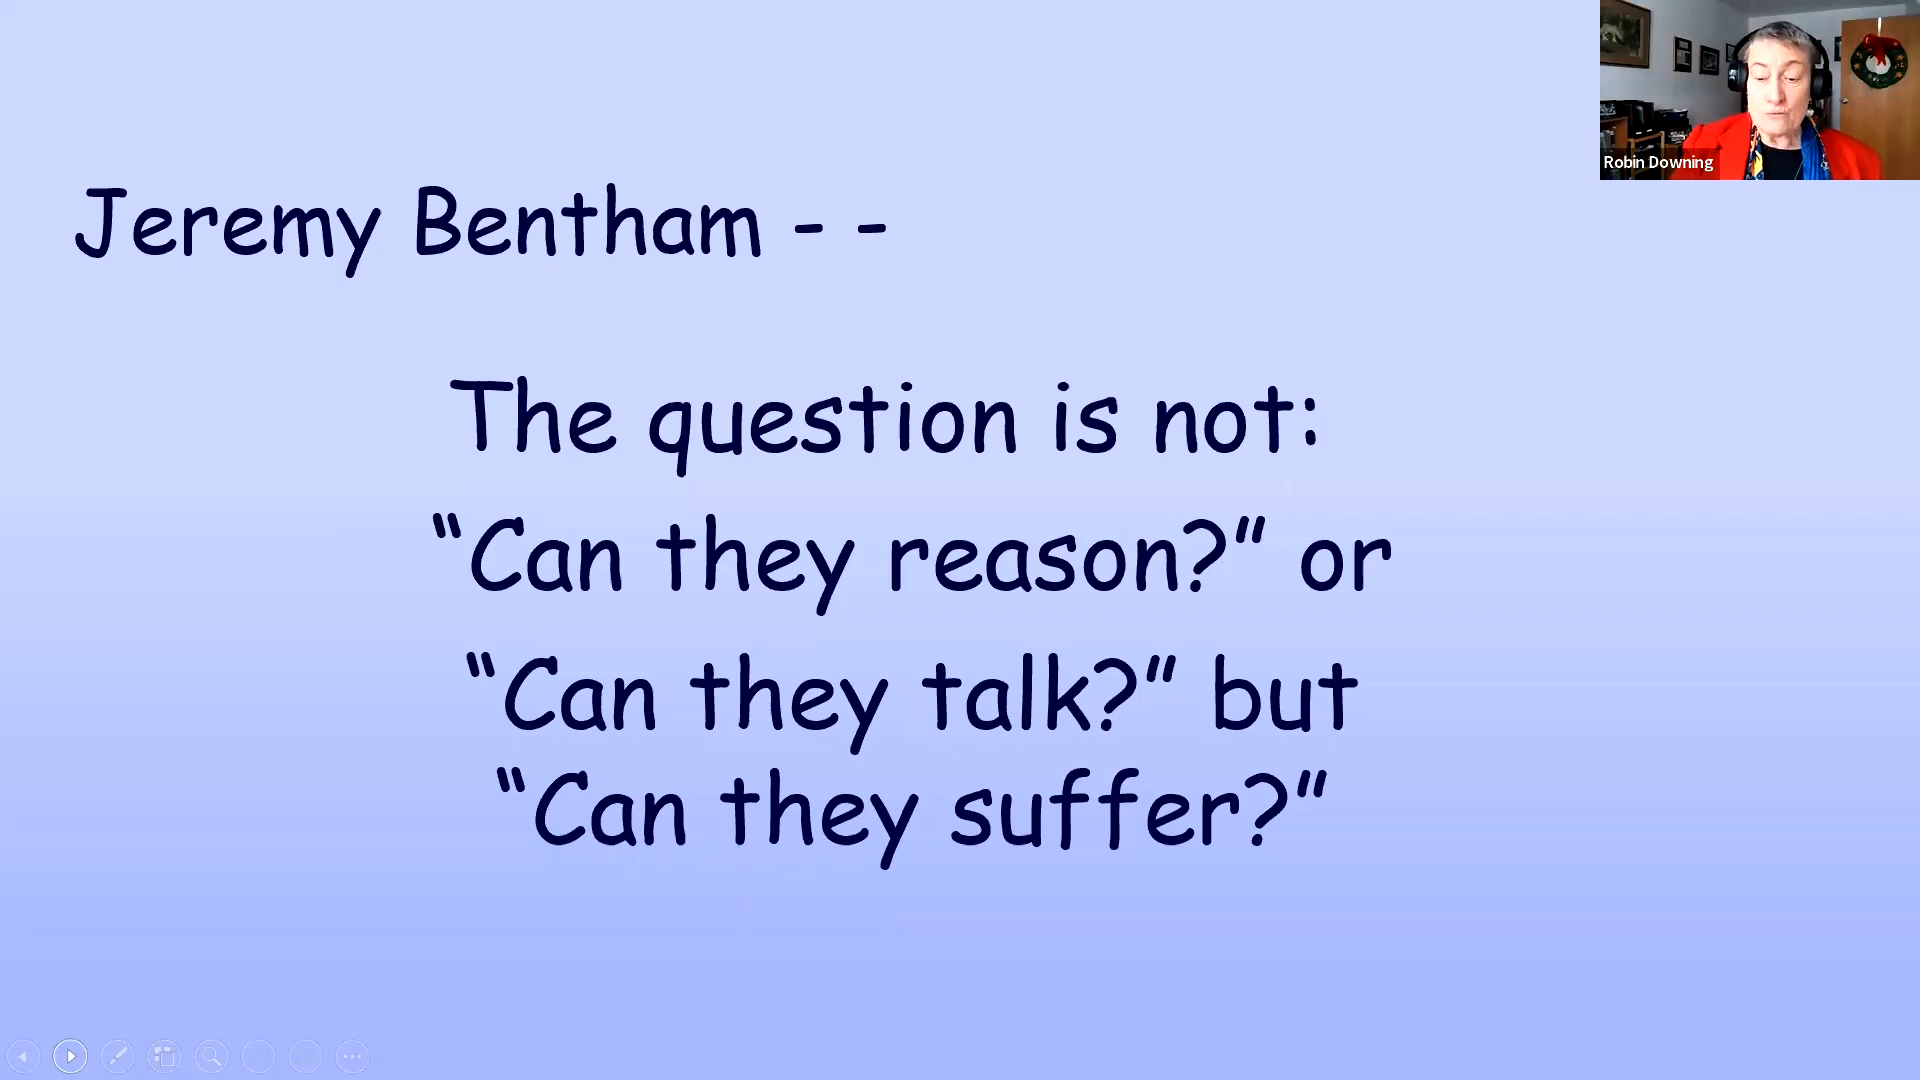 Robin Downing
Jeremy Bentham - -
The question is not:
“Can they reason?” or
“Can they talk?” but
“Can they suffer?”